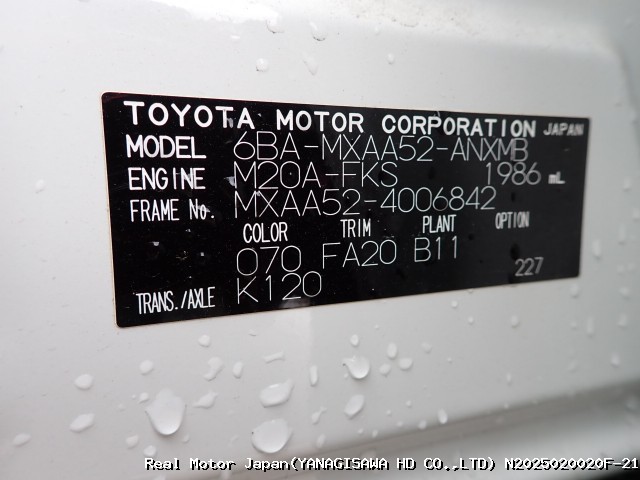 TOYOTA MOTOR CORPORATION JAPAN
MODEL 6BA-MXAA52-ANXMB
ENGINE M20A-FKS 1986 mL
FRAME No. MXAA52-4006842
COLOR TRIM PLANT OPTION
070 FA20 B11 227
TRANS./AXLE K120
Real Motor Japan(YANAGISAWA HD CO.,LTD) N2025020020F-21